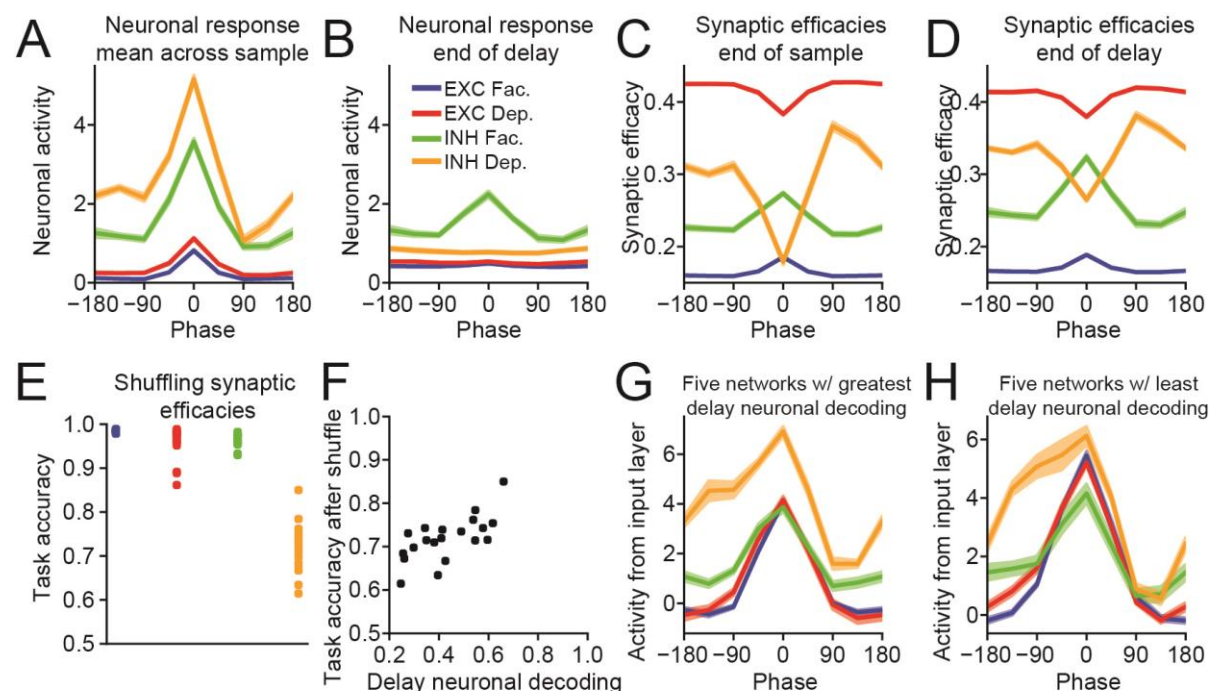 A
Neuronal response
mean across sample
Neuronal activity
4
2
0
−180
−90
0
90
180
Phase
B
Neuronal response
end of delay
EXC Fac.
EXC Dep.
INH Fac.
INH Dep.
Neuronal activity
4
2
0
−180
−90
0
90
180
Phase
C
Synaptic efficacies
end of sample
Synaptic efficacy
0.4
0.3
0.2
−180
−90
0
90
180
Phase
D
Synaptic efficacies
end of delay
Synaptic efficacy
0.4
0.3
0.2
−180
−90
0
90
180
Phase
E
Shuffling synaptic
efficacies
Task accuracy
1.0
0.9
0.8
0.7
0.6
0.5
F
Task accuracy after shuffle
1.0
0.9
0.8
0.7
0.6
0.5
0.2
0.4
0.6
0.8
1.0
Delay neuronal decoding
G
Five networks w/ greatest
delay neuronal decoding
Activity from input layer
6
4
2
0
−180
−90
0
90
180
Phase
H
Five networks w/ least
delay neuronal decoding
Activity from input layer
6
4
2
0
−180
−90
0
90
180
Phase